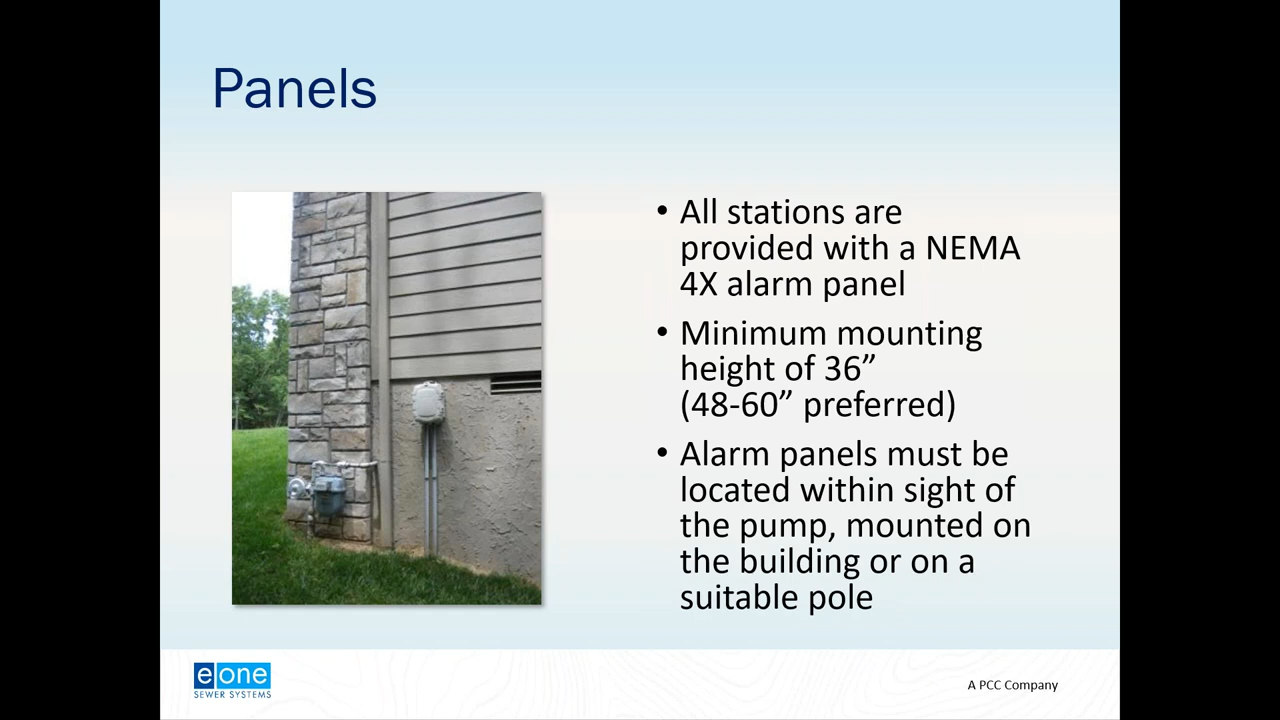 Panels
• All stations are
provided with a NEMA
4X alarm panel
• Minimum mounting
height of 36”
(48-60” preferred)
• Alarm panels must be
located within sight of
the pump, mounted on
the building or on a
suitable pole
e one
SEWER SYSTEMS
A PCC Company